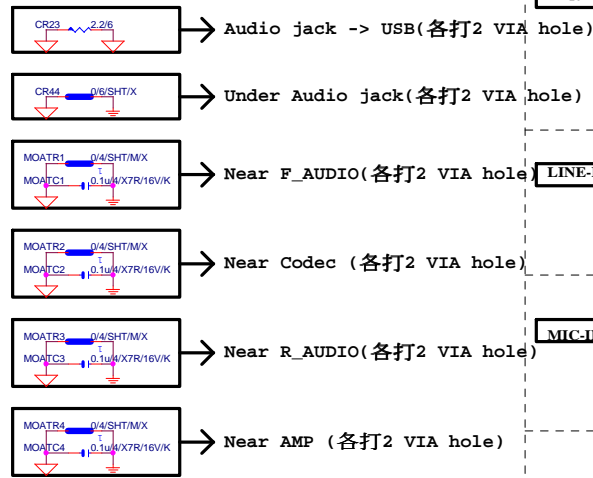 CR23 2.2/6
Audio jack -> USB(各打2 VIA hole)
CR44 0/6/SHT/X
Under Audio jack(各打2 VIA hole)
MOATR1 0/4/SHT/M/X
MOATC1 0.1u/4/X7R/16V/K
Near F_AUDIO(各打2 VIA hole)
MOATR2 0/4/SHT/M/X
MOATC2 0.1u/4/X7R/16V/K
Near Codec (各打2 VIA hole)
MOATR3 0/4/SHT/M/X
MOATC3 0.1u/4/X7R/16V/K
Near R_AUDIO(各打2 VIA hole)
MOATR4 0/4/SHT/M/X
MOATC4 0.1u/4/X7R/16V/K
Near AMP (各打2 VIA hole)
LINE-
MIC-I